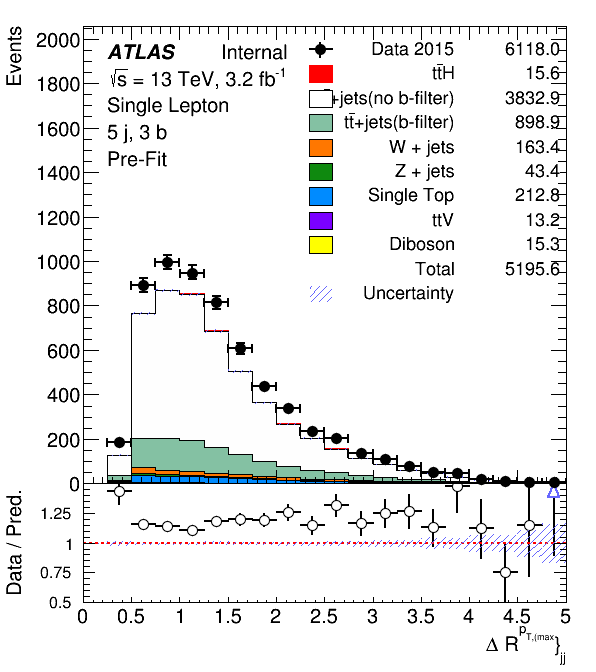 Events
2000
1800
1600
1400
1200
1000
800
600
400
200
0
ATLAS Internal
√s = 13 TeV, 3.2 fb-1
Single Lepton
5 j, 3 b
Pre-Fit
Data 2015 6118.0
tt̄H 15.6
+jets(no b-filter) 3832.9
tt̄+jets(b-filter) 898.9
W + jets 163.4
Z + jets 43.4
Single Top 212.8
ttV 13.2
Diboson 15.3
Total 5195.6
Uncertainty
Data / Pred.
1.25
1
0.75
0.5
0 0.5 1 1.5 2 2.5 3 3.5 4 4.5 5
Δ R^{pT,(max}}jj